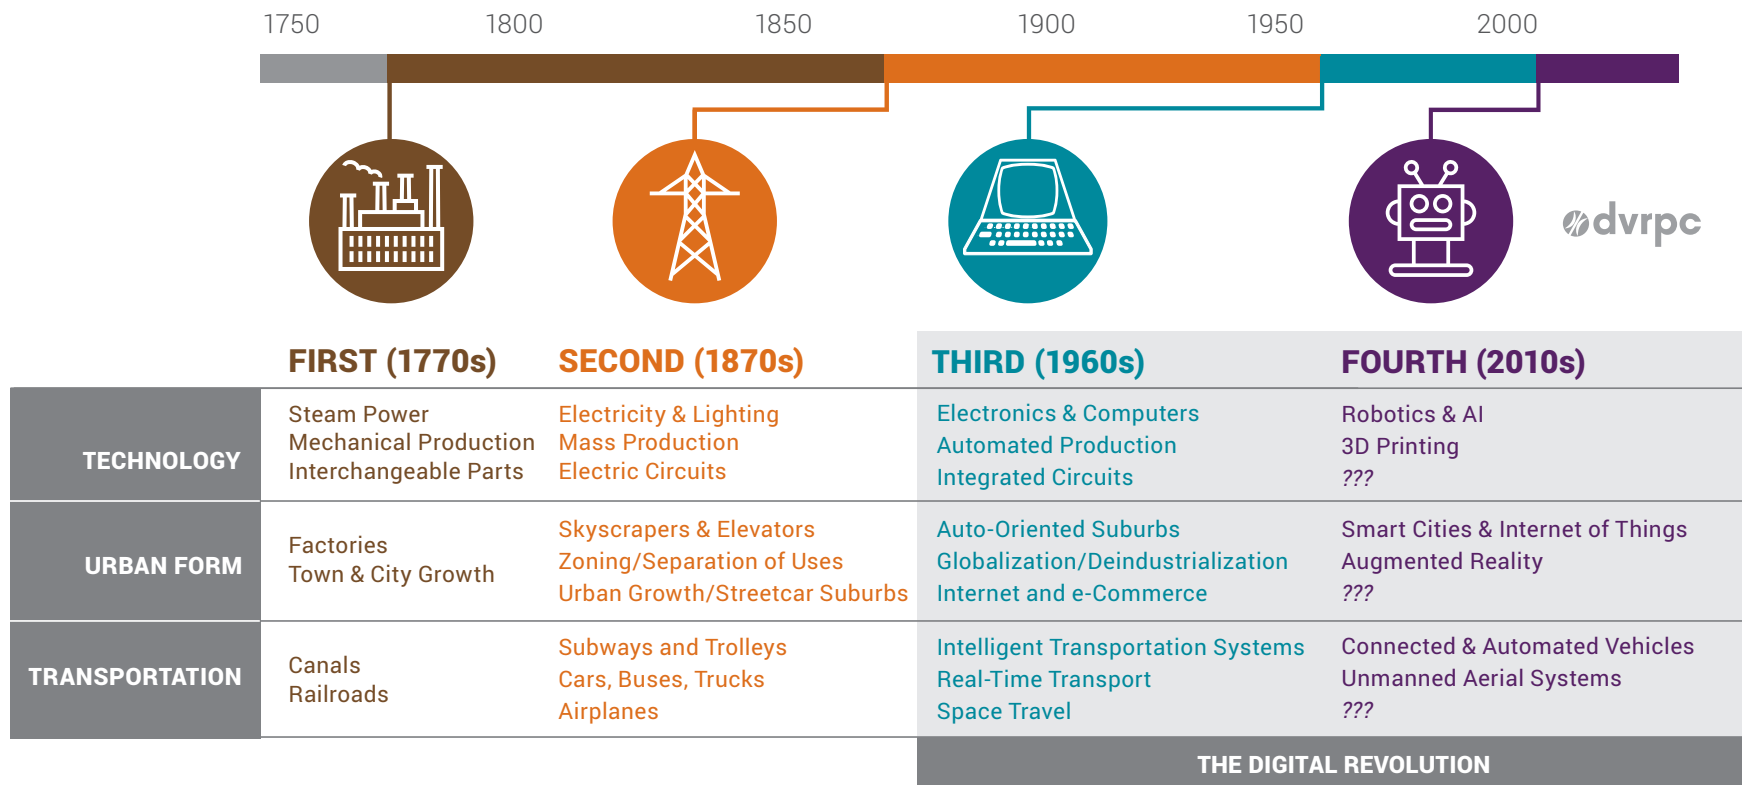 1750 1800 1850 1900 1950 2000
dvrpc
FIRST (1770s) SECOND (1870s) THIRD (1960s) FOURTH (2010s)
TECHNOLOGY
Steam Power
Mechanical Production
Interchangeable Parts
Electricity & Lighting
Mass Production
Electric Circuits
Electronics & Computers
Automated Production
Integrated Circuits
Robotics & AI
3D Printing
???
URBAN FORM
Factories
Town & City Growth
Skyscrapers & Elevators
Zoning/Separation of Uses
Urban Growth/Streetcar Suburbs
Auto-Oriented Suburbs
Globalization/Deindustrialization
Internet and e-Commerce
Smart Cities & Internet of Things
Augmented Reality
???
TRANSPORTATION
Canals
Railroads
Subways and Trolleys
Cars, Buses, Trucks
Airplanes
Intelligent Transportation Systems
Real-Time Transport
Space Travel
Connected & Automated Vehicles
Unmanned Aerial Systems
???
THE DIGITAL REVOLUTION